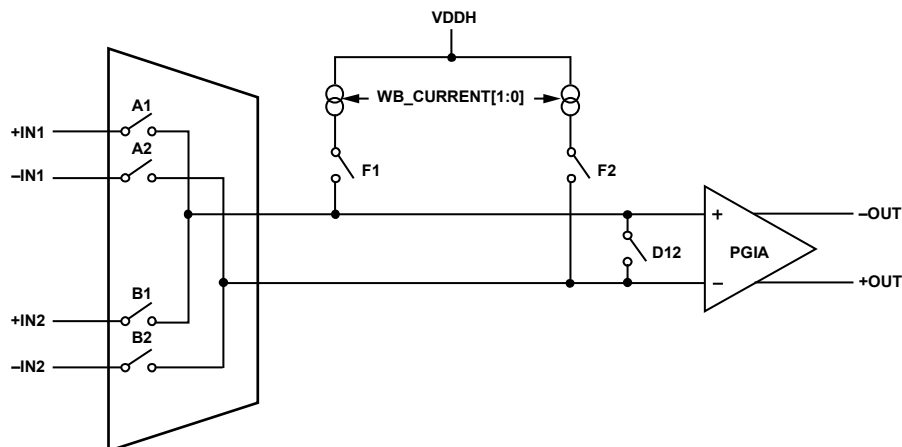 VDDH
WB_CURRENT[1:0]
A1
+IN1
A2
–IN1
F1
F2
+
–OUT
D12
PGIA
–
+OUT
B1
+IN2
B2
–IN2